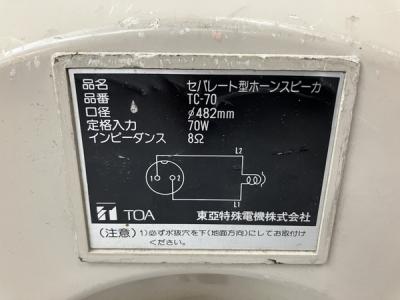 品名 セパレート型ホーンスピーカ
品番 TC-70
口径 φ482mm
定格入力 70W
インピーダンス 8Ω
L2
1 2
L1
TOA 東亞特殊電機株式会社
(注意) 1)必ず水抜穴を下(地面方向)にしてお取付け
ください。